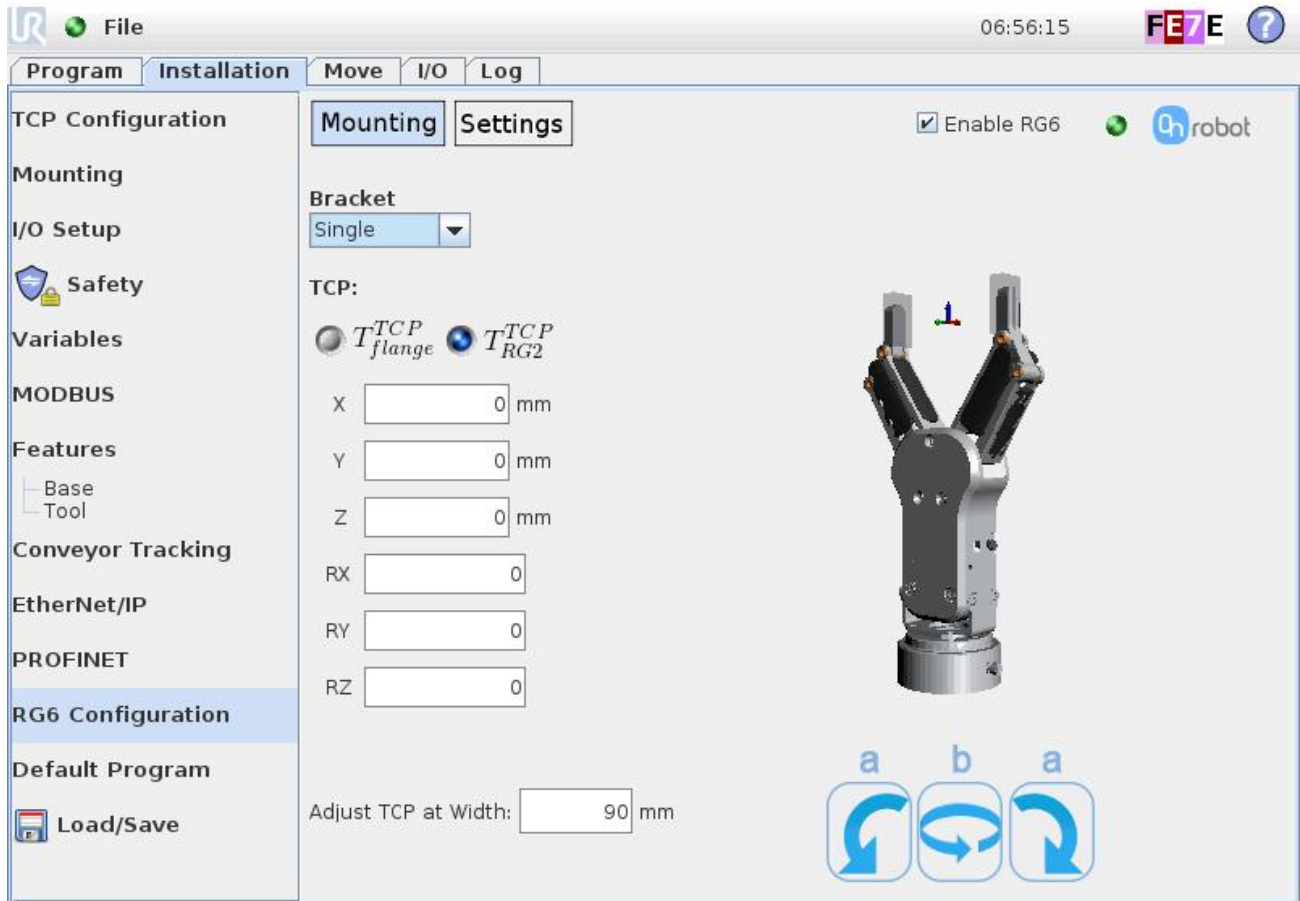 UR File 06:56:15 FE7E ?
Program Installation Move I/O Log
TCP Configuration
Mounting
I/O Setup
Safety
Variables
MODBUS
Features
Base
Tool
Conveyor Tracking
EtherNet/IP
PROFINET
RG6 Configuration
Default Program
Load/Save
Mounting Settings
Enable RG6
On robot
Bracket
Single
TCP:
T^{TCP}_{flange} T^{TCP}_{RG2}
X 0 mm
Y 0 mm
Z 0 mm
RX 0
RY 0
RZ 0
Adjust TCP at Width: 90 mm
a b a